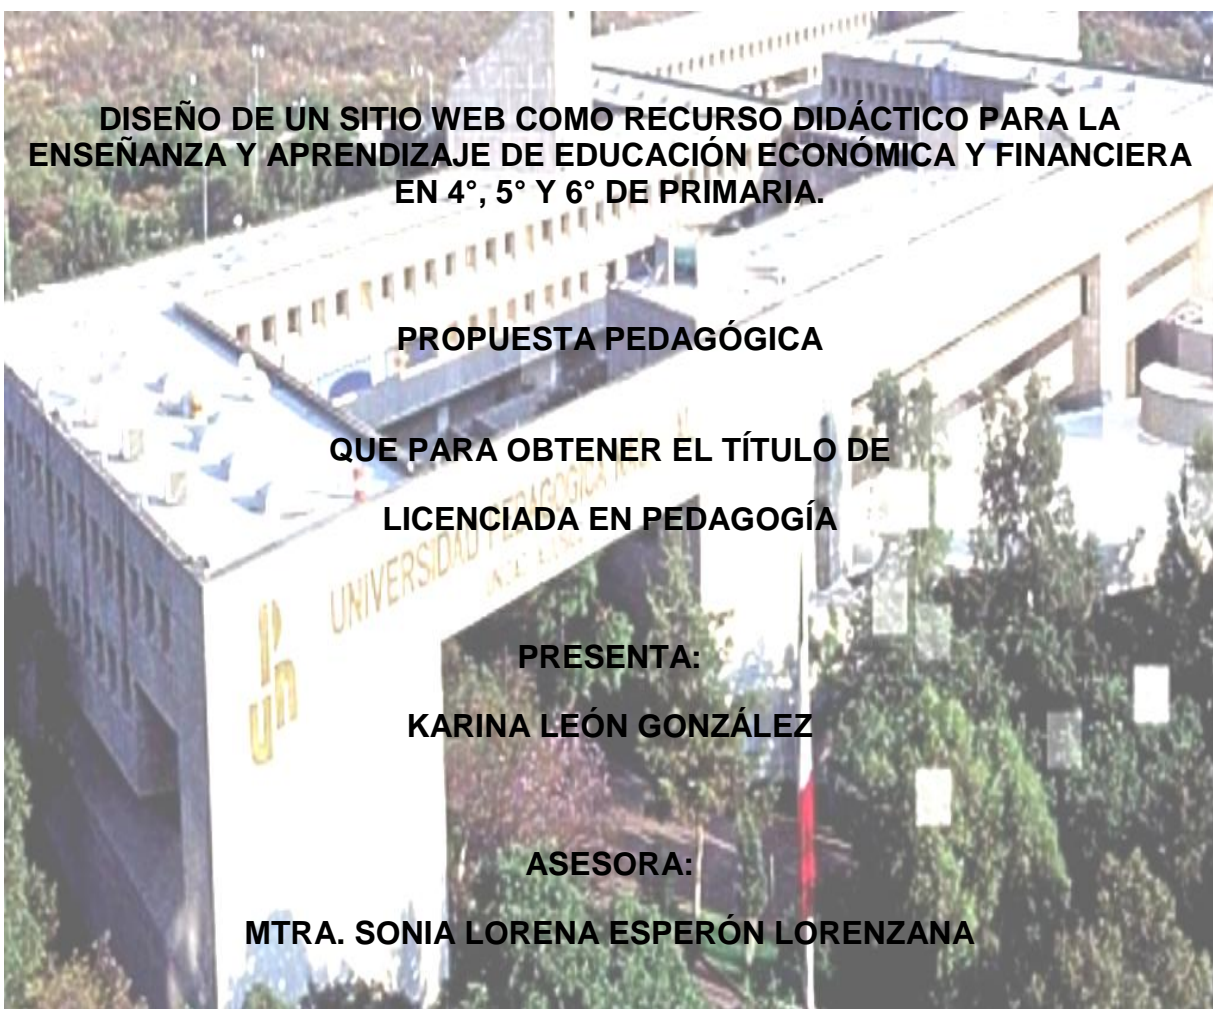 DISEÑO DE UN SITIO WEB COMO RECURSO DIDÁCTICO PARA LA
ENSEÑANZA Y APRENDIZAJE DE EDUCACIÓN ECONÓMICA Y FINANCIERA
EN 4°, 5° Y 6° DE PRIMARIA.
PROPUESTA PEDAGÓGICA
QUE PARA OBTENER EL TÍTULO DE
LICENCIADA EN PEDAGOGÍA
UNIVERSIDAD PEDAGOGICA
PRESENTA:
KARINA LEÓN GONZÁLEZ
ASESORA:
MTRA. SONIA LORENA ESPERÓN LORENZANA